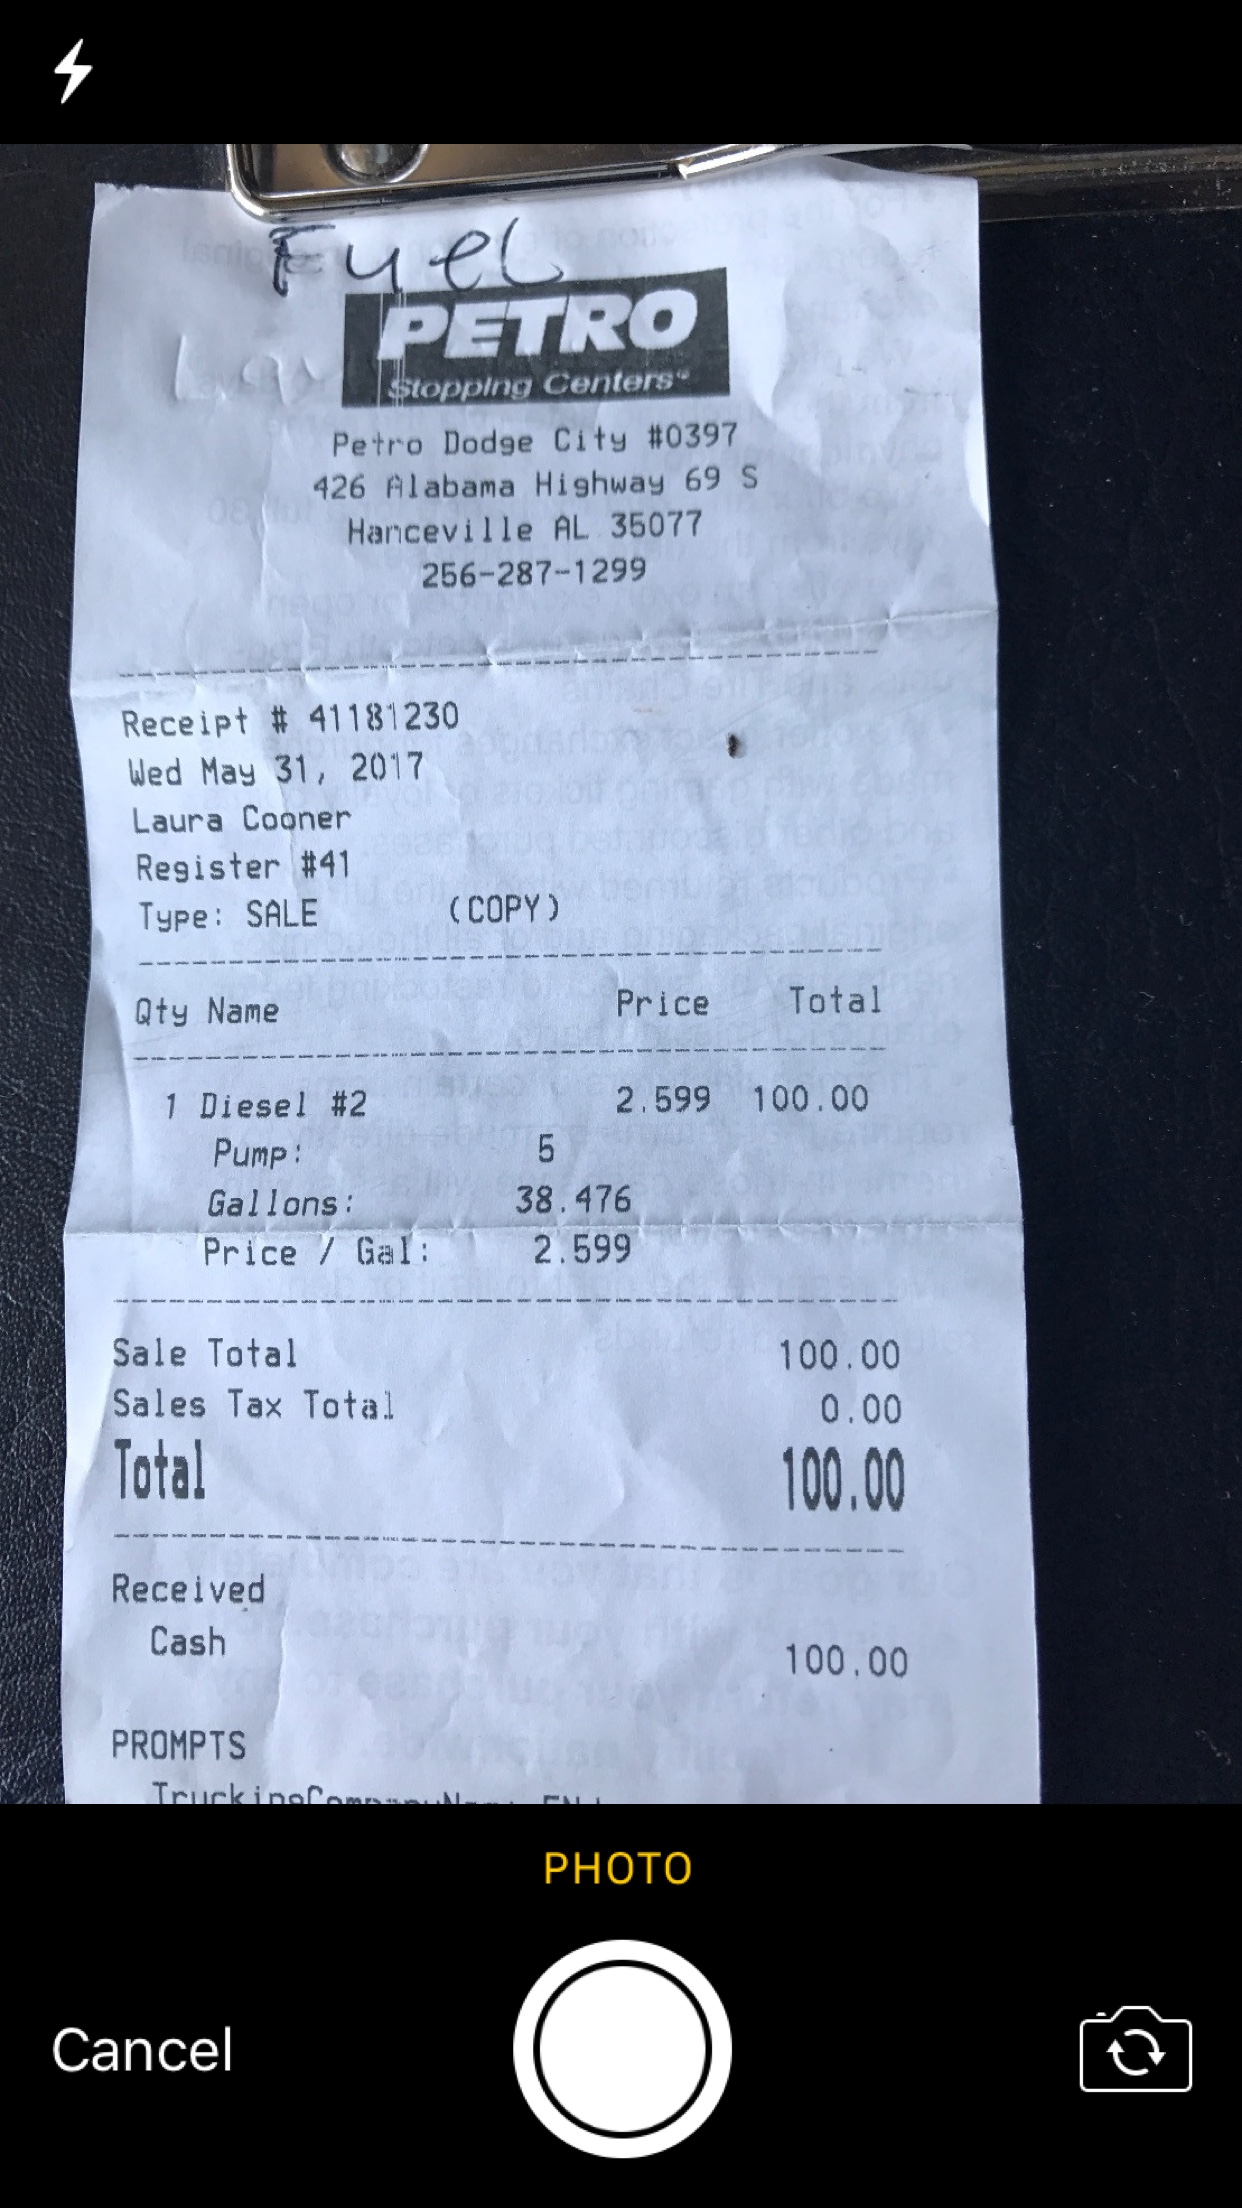 Fuel
PETRO
Stopping Centers®
Petro Dodge City #0397
426 Alabama Highway 69 S
Hanceville AL 35077
256-287-1299
Receipt # 41181230
Wed May 31, 2017
Laura Cooner
Register #41
Type: SALE (COPY)
Qty Name Price Total
1 Diesel #2 2.599 100.00
Pump: 5
Gallons: 38.476
Price / Gal: 2.599
Sale Total 100.00
Sales Tax Total 0.00
Total 100.00
Received
Cash 100.00
PROMPTS
PHOTO
Cancel